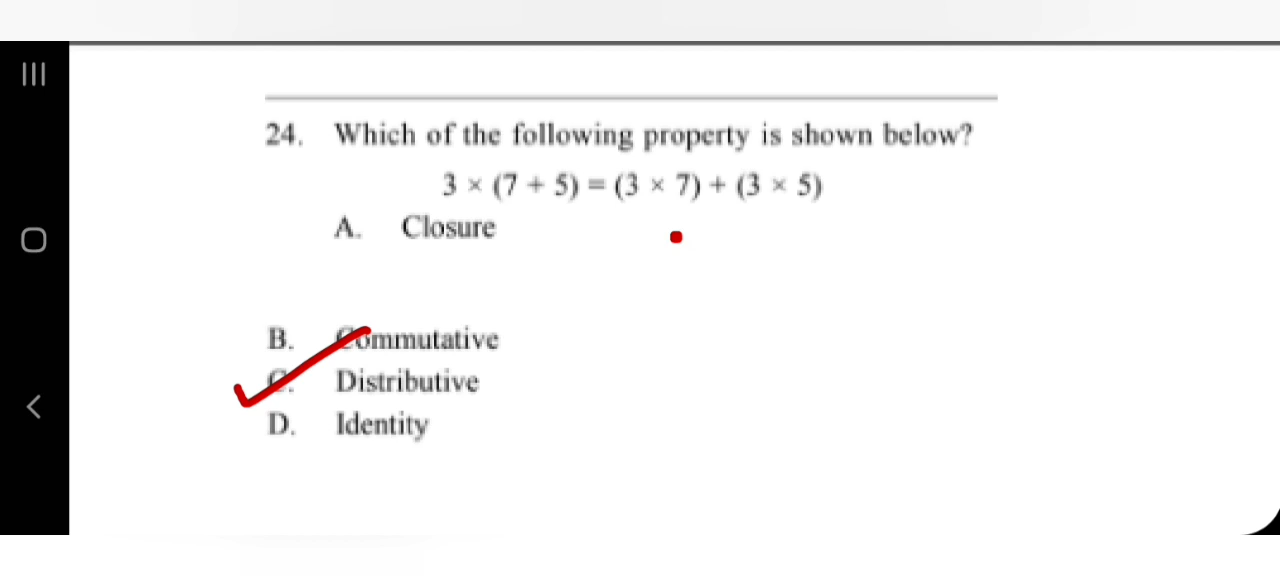 24. Which of the following property is shown below?
3 × (7 + 5) = (3 × 7) + (3 × 5)
A. Closure
B. Commutative
C. Distributive
D. Identity